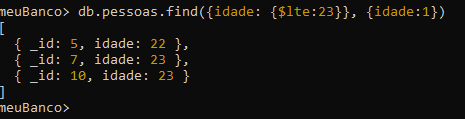 meuBanco> db.pessoas.find({idade: {$lte:23}}, {idade:1})
[
  { _id: 5, idade: 22 },
  { _id: 7, idade: 23 },
  { _id: 10, idade: 23 }
]
meuBanco>